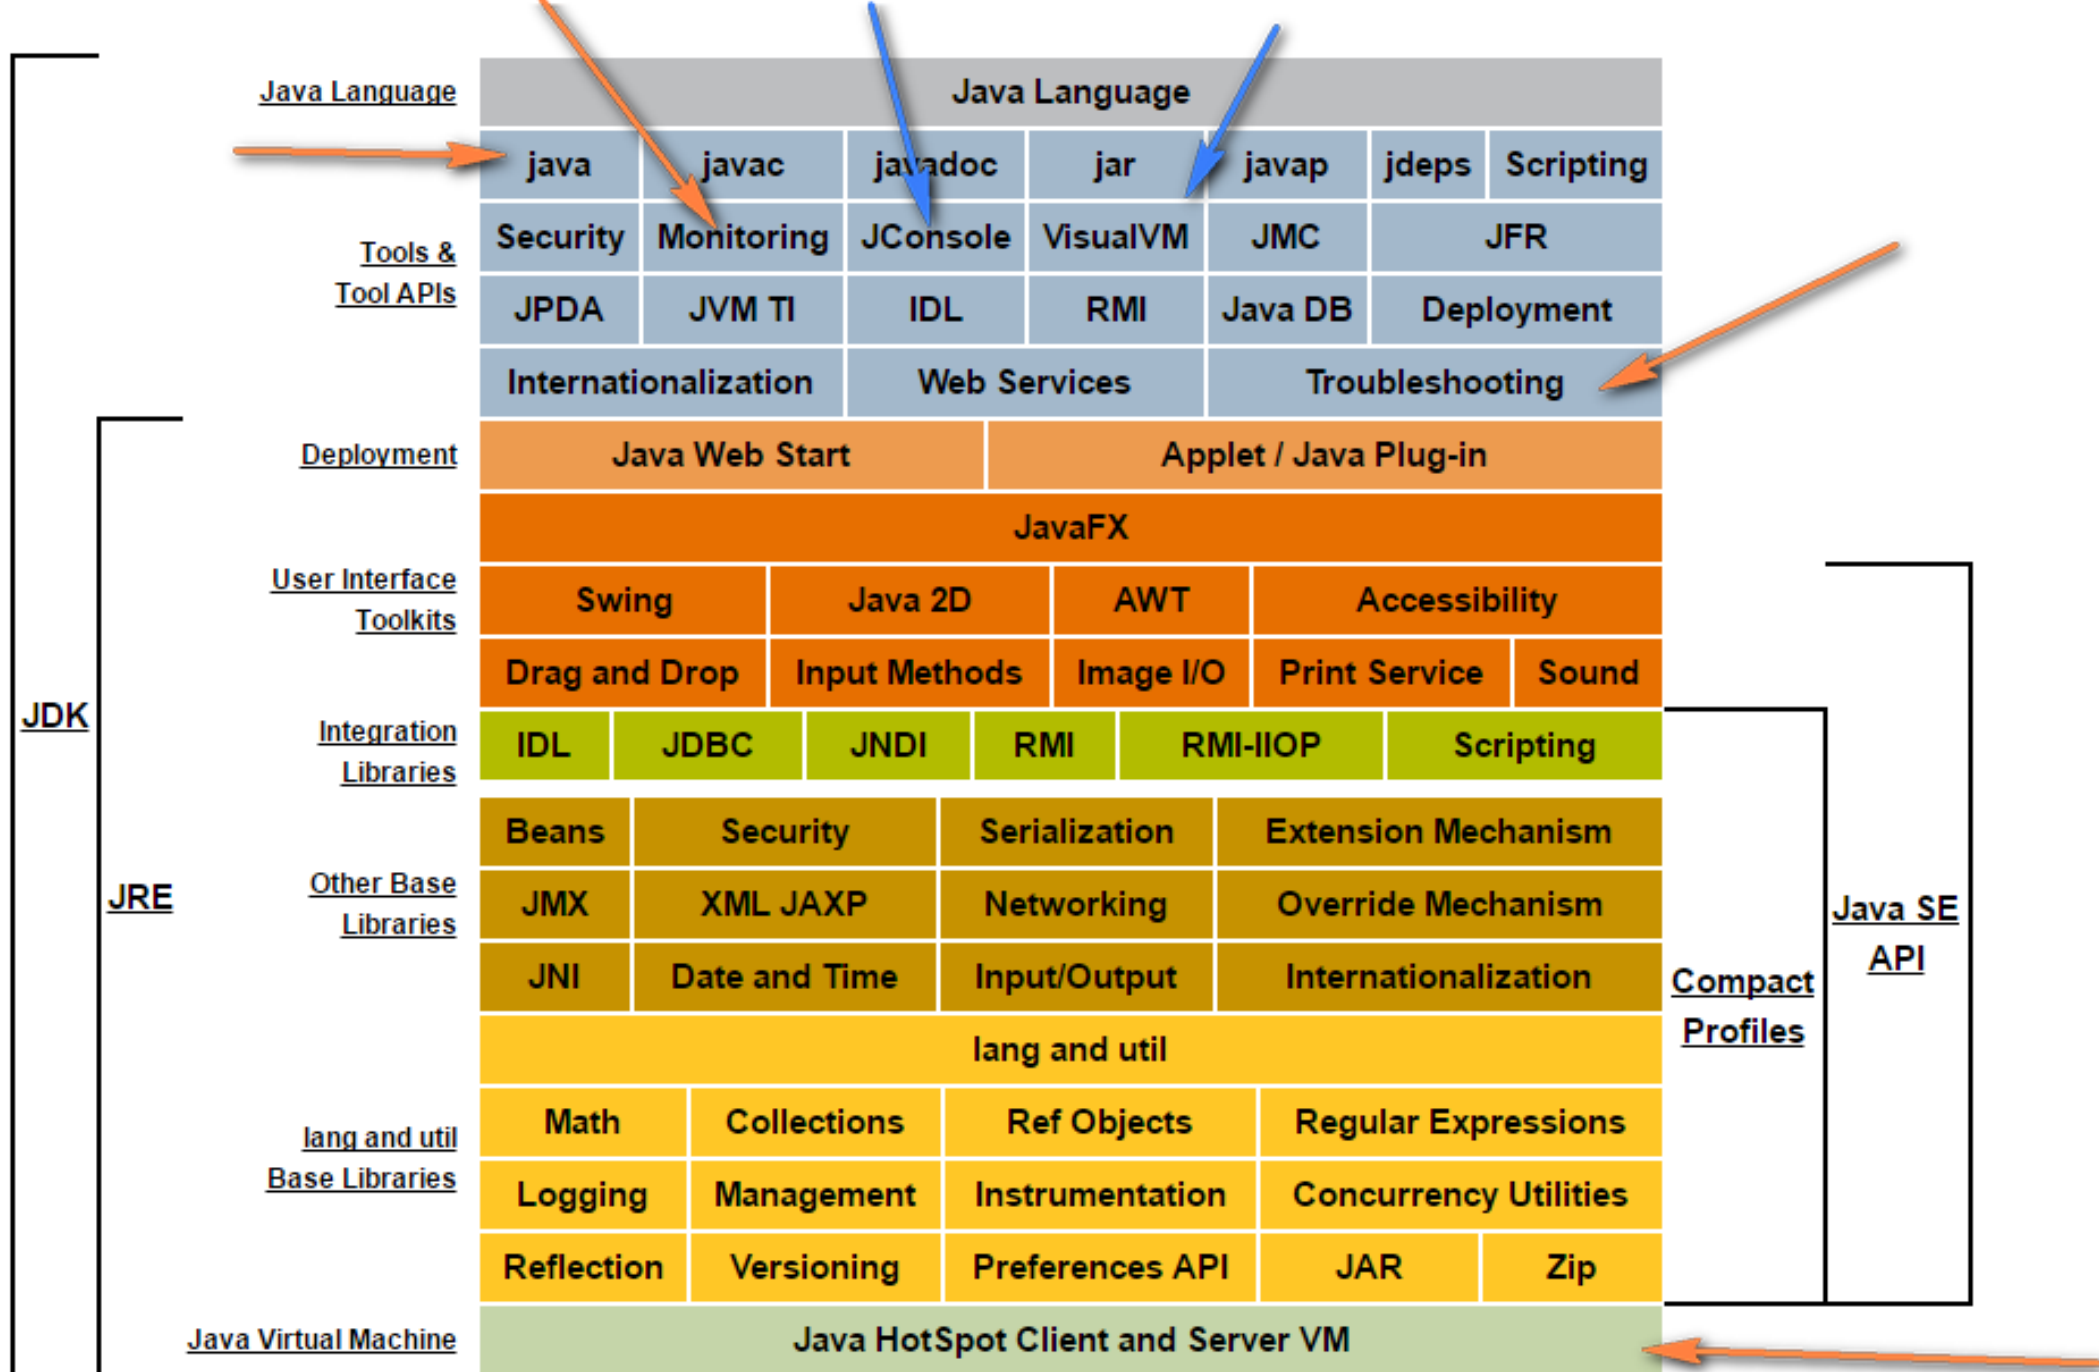 Java Language
Java Language
java javac javadoc jar javap jdeps Scripting
Tools &
Tool APIs
Security Monitoring JConsole VisualVM JMC JFR
JPDA JVM TI IDL RMI Java DB Deployment
Internationalization Web Services Troubleshooting
Deployment
Java Web Start Applet / Java Plug-in
JavaFX
User Interface
Toolkits
Swing Java 2D AWT Accessibility
Drag and Drop Input Methods Image I/O Print Service Sound
JDK
Integration
Libraries
IDL JDBC JNDI RMI RMI-IIOP Scripting
JRE
Other Base
Libraries
Beans Security Serialization Extension Mechanism
JMX XML JAXP Networking Override Mechanism
JNI Date and Time Input/Output Internationalization
Java SE
API
Compact
Profiles
lang and util
lang and util
Base Libraries
Math Collections Ref Objects Regular Expressions
Logging Management Instrumentation Concurrency Utilities
Reflection Versioning Preferences API JAR Zip
Java Virtual Machine
Java HotSpot Client and Server VM